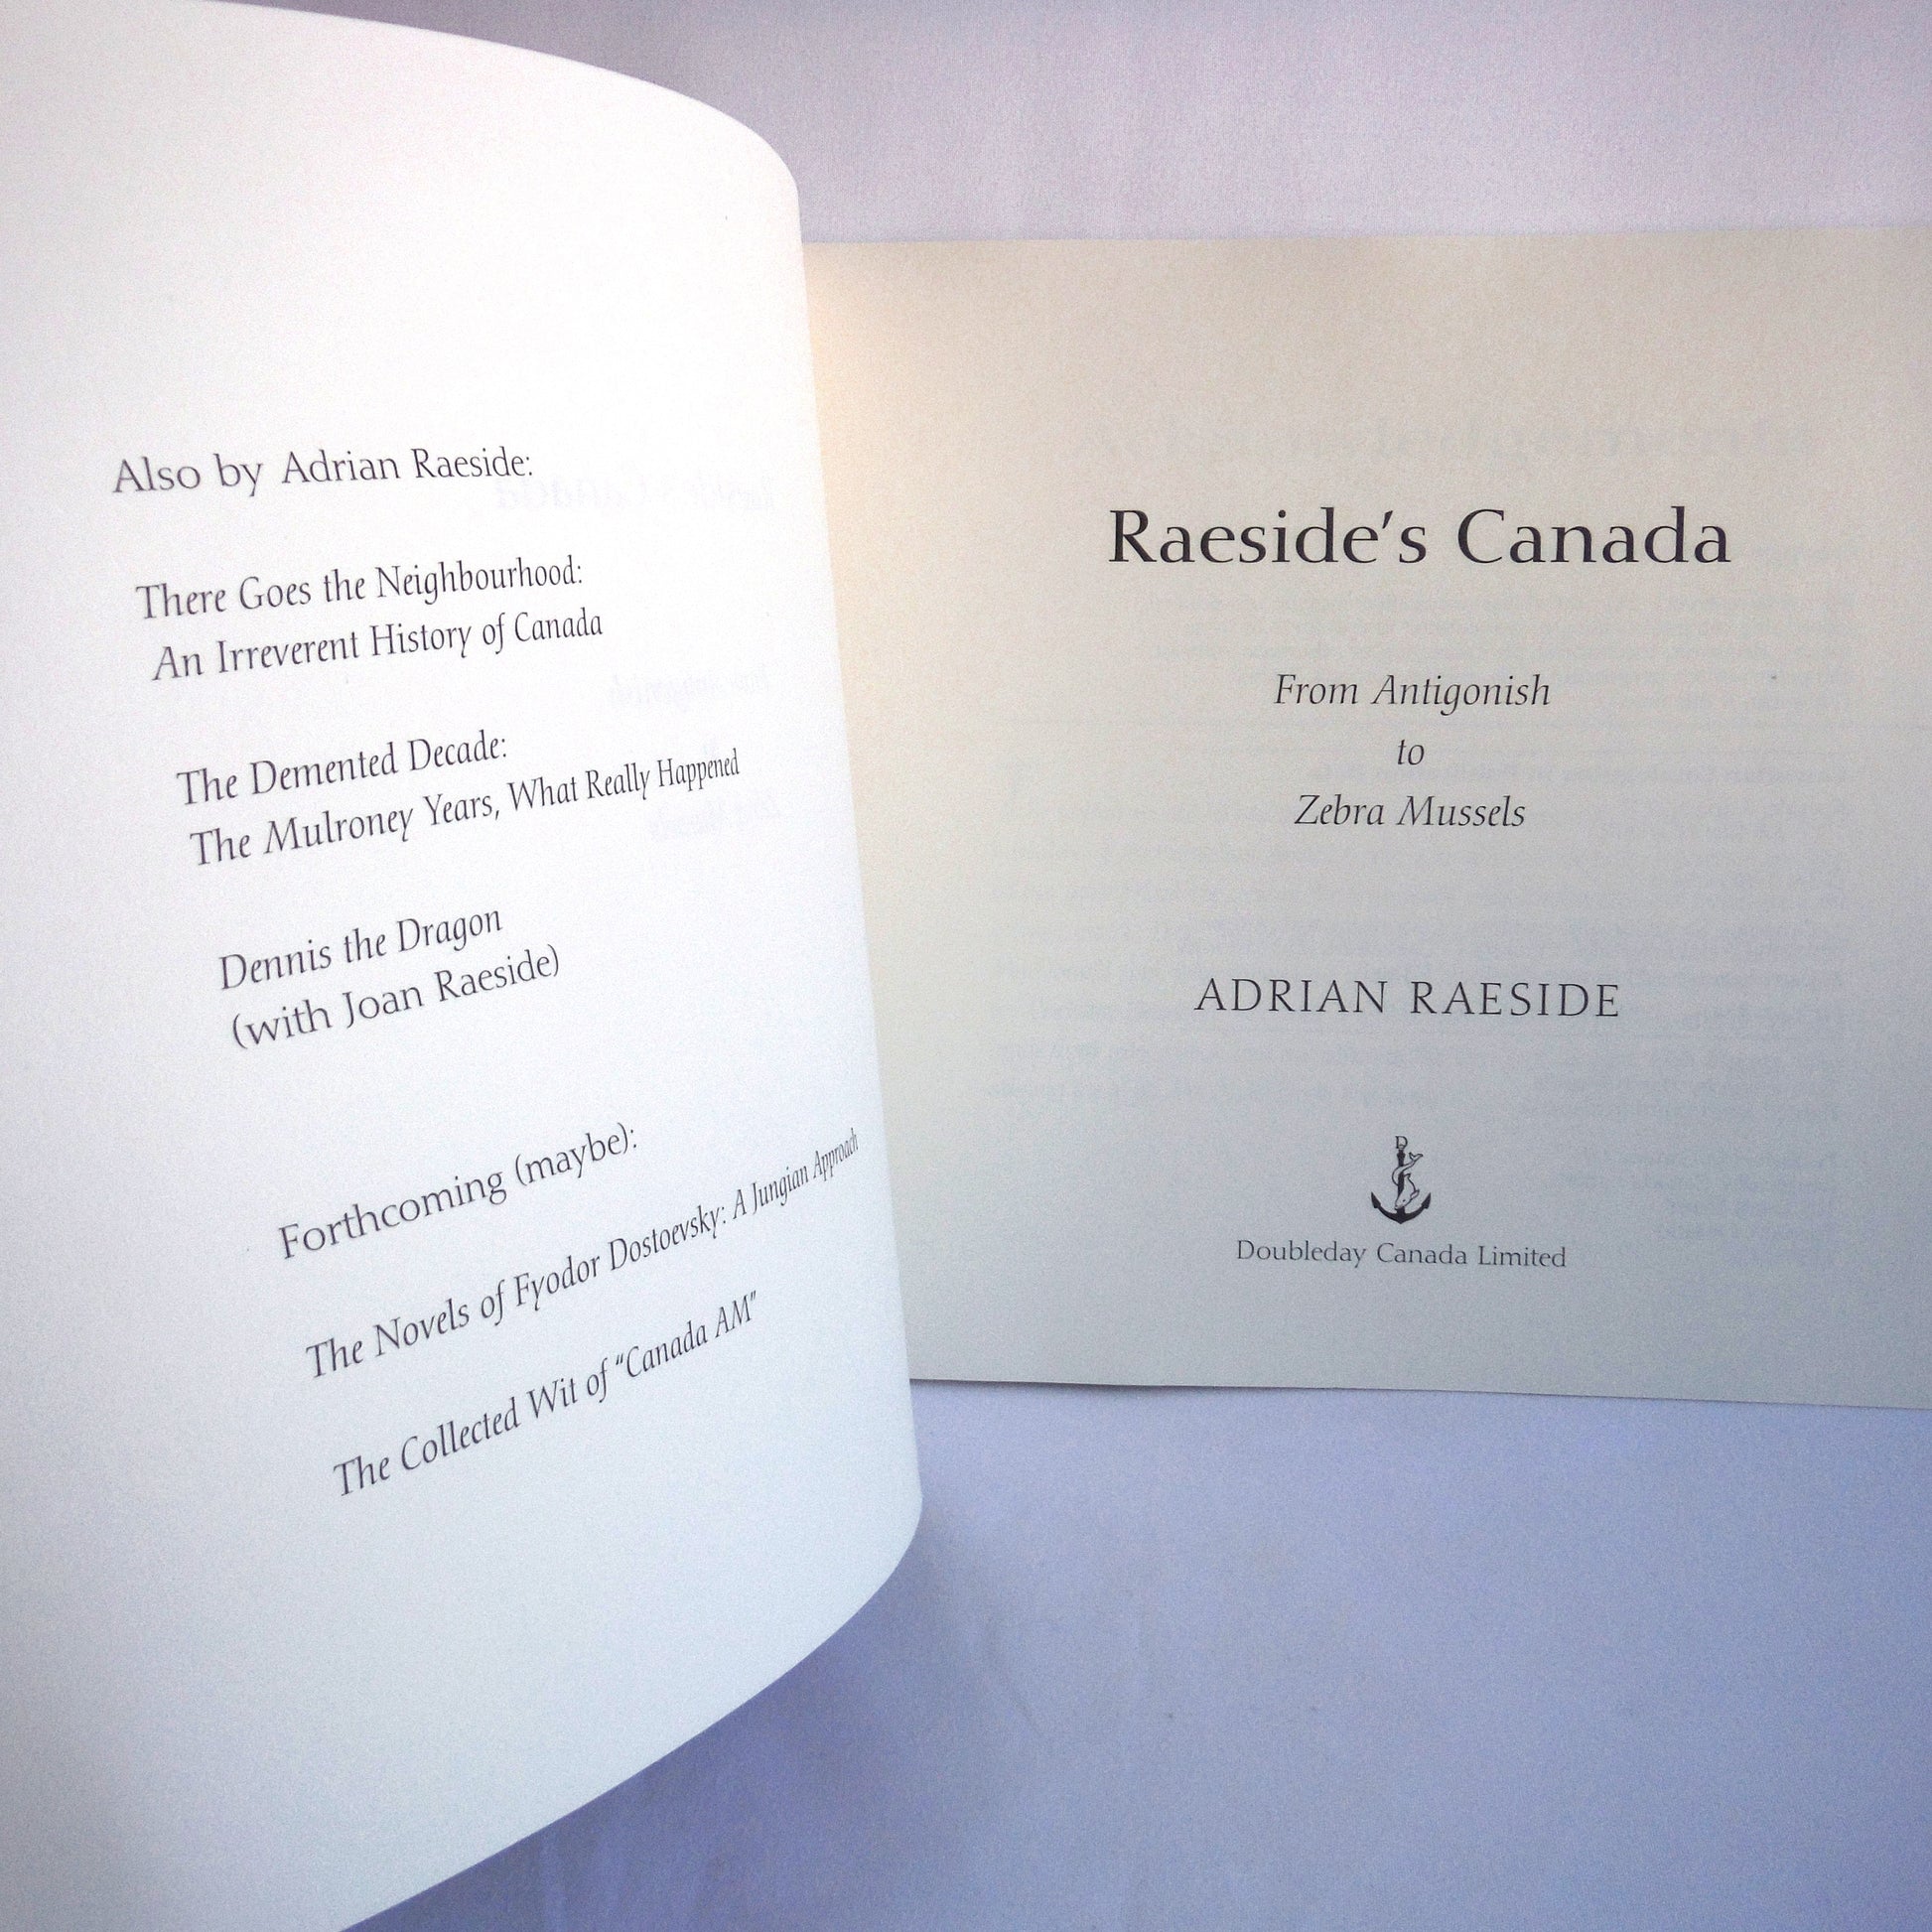 Also by Adrian Raeside:
There Goes the Neighbourhood:
An Irreverent History of Canada
The Demented Decade:
The Mulroney Years, What Really Happened
Dennis the Dragon
(with Joan Raeside)
Forthcoming (maybe):
The Novels of Fyodor Dostoevsky: A Jungian Approach
The Collected Wit of "Canada AM"
Raeside's Canada
From Antigonish
to
Zebra Mussels
ADRIAN RAESIDE
D
Doubleday Canada Limited